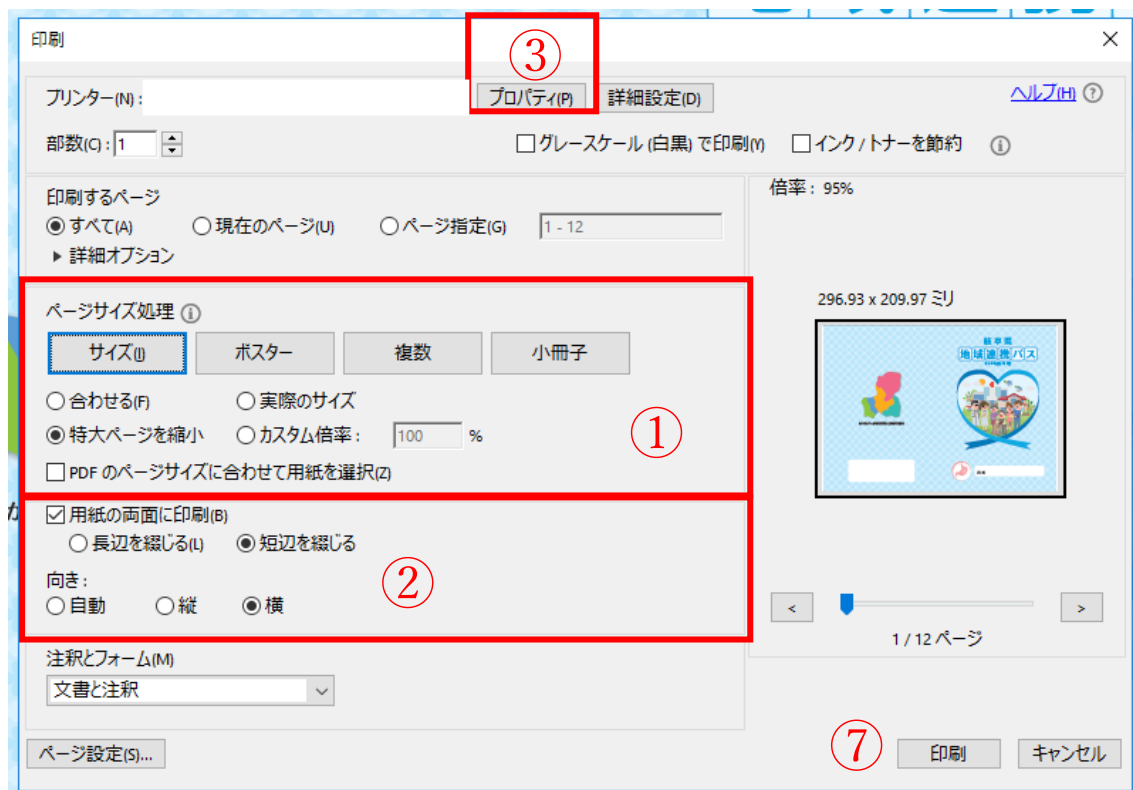 印刷
③
プリンター(N): プロパティ(P) 詳細設定(D) ヘルプ(H)
部数(C): 1 グレースケール (白黒) で印刷(Y) インク / トナーを節約
印刷するページ
すべて(A) 現在のページ(U) ページ指定(G) 1 - 12
詳細オプション
倍率: 95%
ページサイズ処理
サイズ(I) ポスター 複数 小冊子
合わせる(F) 実際のサイズ
特大ページを縮小 カスタム倍率: 100 %
①
PDF のページサイズに合わせて用紙を選択(Z)
用紙の両面に印刷(B)
長辺を綴じる(L) 短辺を綴じる
②
向き:
自動 縦 横
296.93 x 209.97 ミリ
岐阜県
地域連携パス
< >
1 / 12 ページ
注釈とフォーム(M)
文書と注釈
ページ設定(S)... ⑦ 印刷 キャンセル